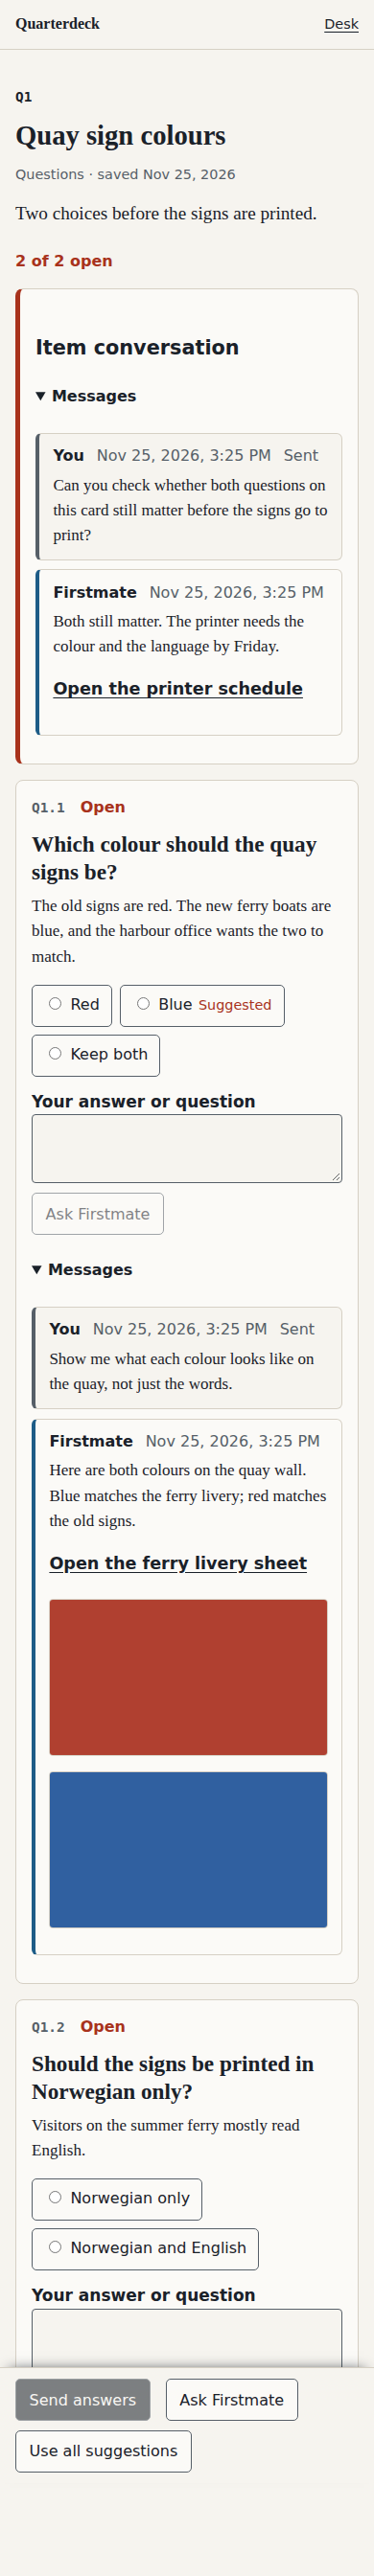 Quarterdeck
Desk
Q1
Quay sign colours
Questions · saved Nov 25, 2026
Two choices before the signs are printed.
2 of 2 open
Item conversation
Messages
You Nov 25, 2026, 3:25 PM Sent
Can you check whether both questions on
this card still matter before the signs go to
print?
Firstmate Nov 25, 2026, 3:25 PM
Both still matter. The printer needs the
colour and the language by Friday.
Open the printer schedule
Q1.1 Open
Which colour should the quay
signs be?
The old signs are red. The new ferry boats are
blue, and the harbour office wants the two to
match.
Red
Blue Suggested
Keep both
Your answer or question
Ask Firstmate
Messages
You Nov 25, 2026, 3:25 PM Sent
Show me what each colour looks like on
the quay, not just the words.
Firstmate Nov 25, 2026, 3:25 PM
Here are both colours on the quay wall.
Blue matches the ferry livery; red matches
the old signs.
Open the ferry livery sheet
Q1.2 Open
Should the signs be printed in
Norwegian only?
Visitors on the summer ferry mostly read
English.
Norwegian only
Norwegian and English
Your answer or question
Send answers
Ask Firstmate
Use all suggestions